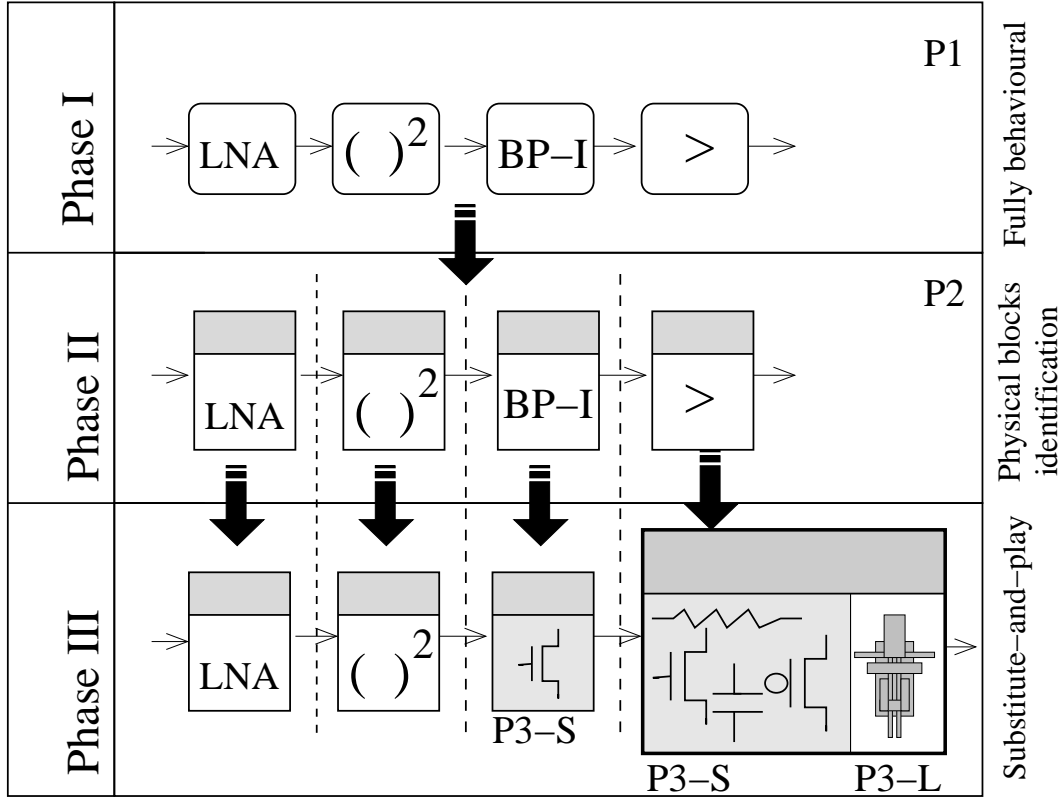 Phase I
P1
LNA
( )²
BP–I
>
Fully behavioural
Phase II
P2
LNA
( )²
BP–I
>
Physical blocks
identification
Phase III
LNA
( )²
P3–S
P3–S
P3–L
Substitute–and–play